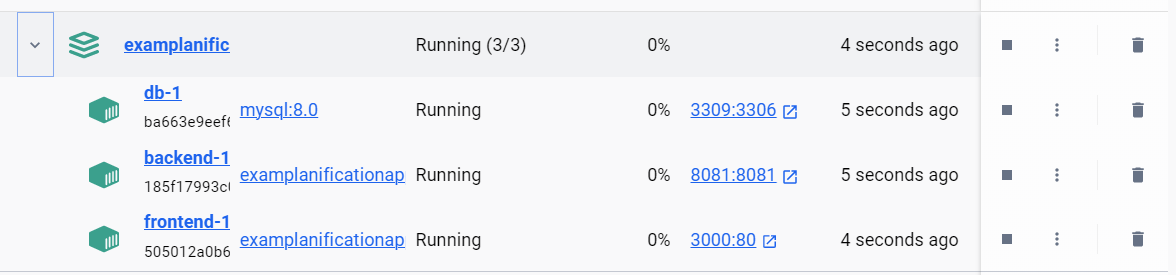 examplanific Running (3/3) 0% 4 seconds ago
db-1
ba663e9eef6 mysql:8.0 Running 0% 3309:3306 5 seconds ago
backend-1
185f17993c examplanificationap Running 0% 8081:8081 5 seconds ago
frontend-1
505012a0b6 examplanificationap Running 0% 3000:80 4 seconds ago